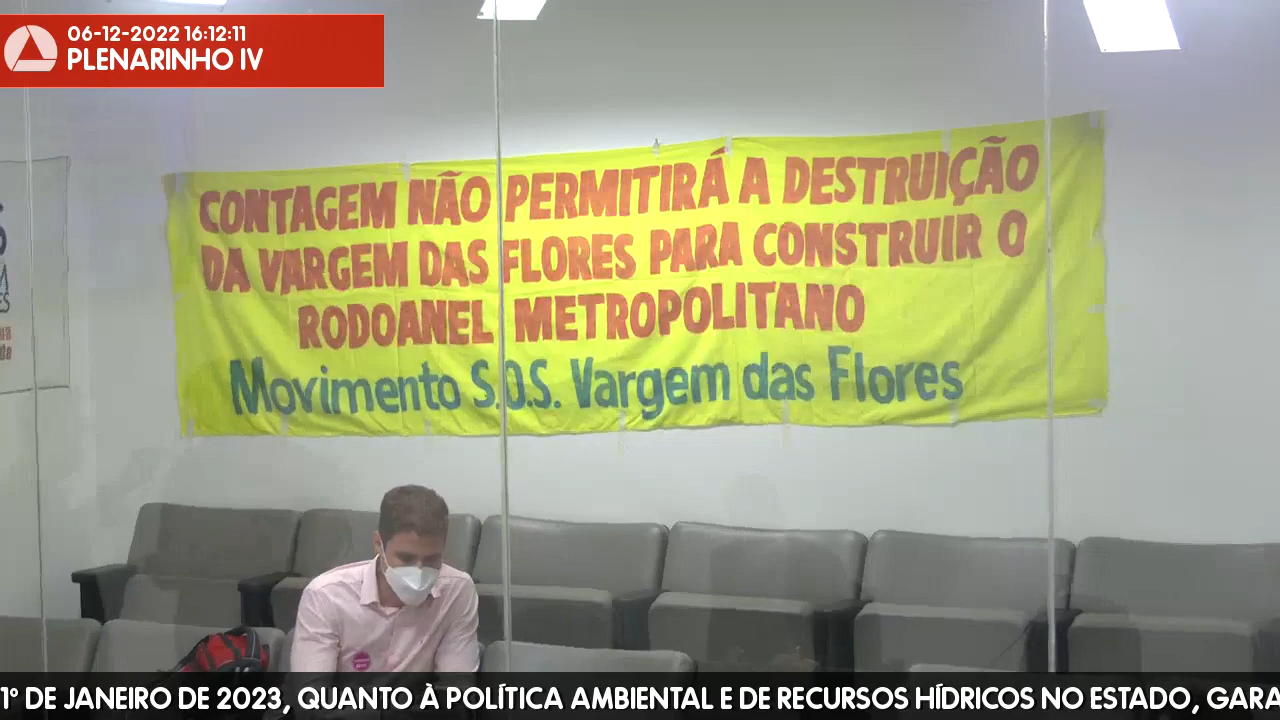 06-12-2022 16:12:11
PLENARINHO IV
CONTAGEM NÃO PERMITIRÁ A DESTRUIÇÃO
DA VARGEM DAS FLORES PARA CONSTRUIR O
RODOANEL METROPOLITANO
Movimento S.O.S. Vargem das Flores
1º DE JANEIRO DE 2023, QUANTO À POLÍTICA AMBIENTAL E DE RECURSOS HÍDRICOS NO ESTADO, GARA